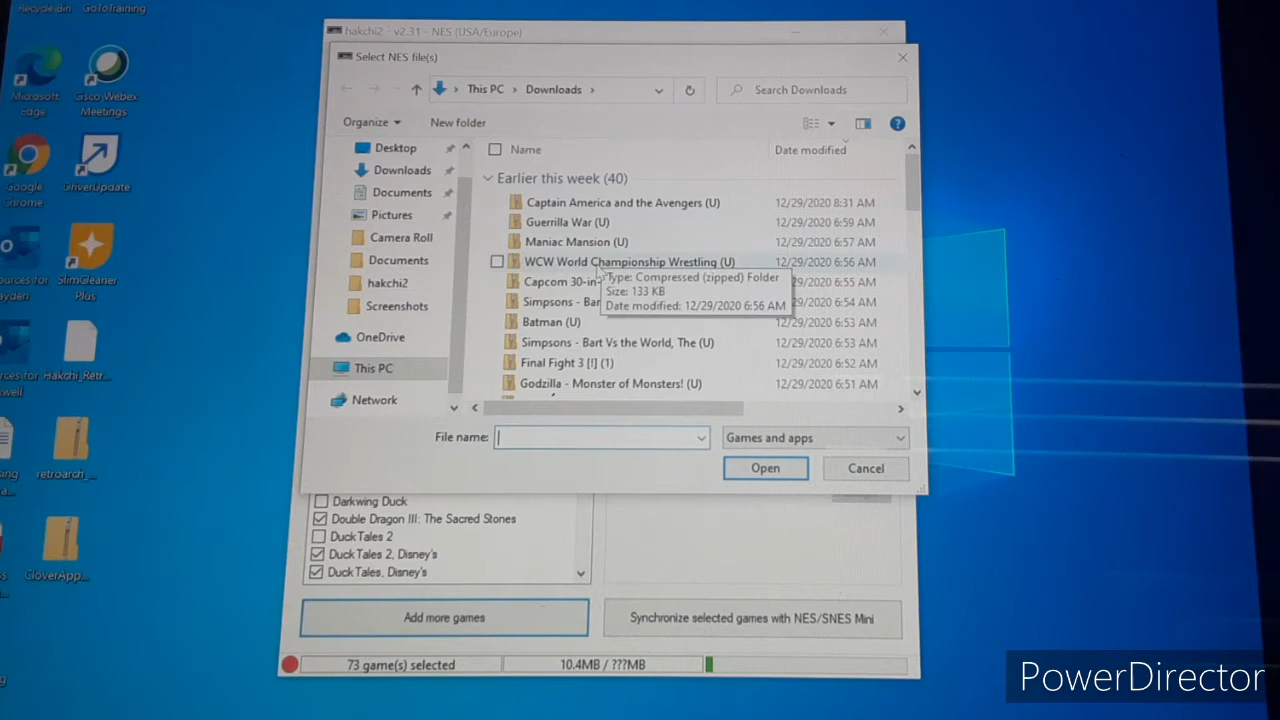 Recycle Bin
GoToTraining
Microsoft
Edge
Cisco Webex
Meetings
Google
Chrome
DriverUpdate
SlimCleaner
Plus
Hakchi_Retr...
retroarch_...
CloverApp...
hakchi2 - v2.31 - NES (USA/Europe)
Select NES file(s)
This PC > Downloads >
Search Downloads
Organize
New folder
Desktop
Downloads
Documents
Pictures
Camera Roll
Documents
hakchi2
Screenshots
OneDrive
This PC
Network
Name Date modified
Earlier this week (40)
Captain America and the Avengers (U) 12/29/2020 8:31 AM
Guerrilla War (U) 12/29/2020 6:59 AM
Maniac Mansion (U) 12/29/2020 6:57 AM
WCW World Championship Wrestling (U) 12/29/2020 6:56 AM
Capcom 30-in- 12/29/2020 6:55 AM
Type: Compressed (zipped) Folder
Size: 133 KB
Date modified: 12/29/2020 6:56 AM
Simpsons - Bar 12/29/2020 6:54 AM
Batman (U) 12/29/2020 6:53 AM
Simpsons - Bart Vs the World, The (U) 12/29/2020 6:53 AM
Final Fight 3 [!] (1) 12/29/2020 6:52 AM
Godzilla - Monster of Monsters! (U) 12/29/2020 6:51 AM
File name:
Games and apps
Open
Cancel
Darkwing Duck
Double Dragon III: The Sacred Stones
Duck Tales 2
Duck Tales 2, Disney's
Duck Tales, Disney's
Add more games
Synchronize selected games with NES/SNES Mini
73 game(s) selected
10.4MB / ???MB
PowerDirector